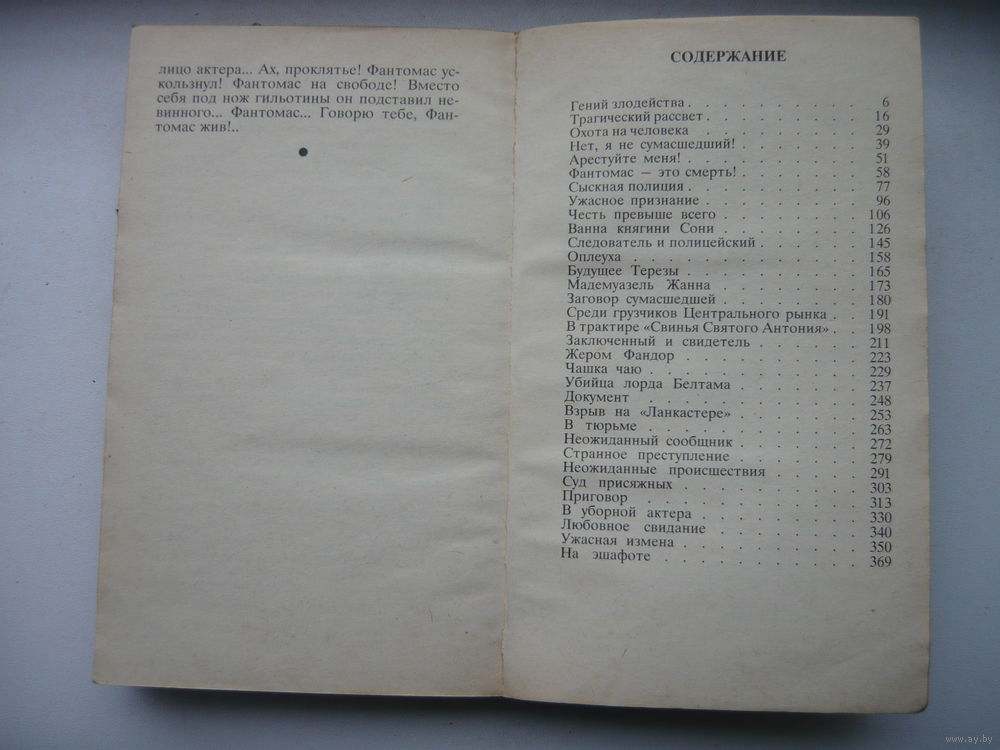 лицо актера... Ах, проклятье! Фантомас ус-
кользнул! Фантомас на свободе! Вместо
себя под нож гильотины он подставил не-
винного... Фантомас... Говорю тебе, Фан-
томас жив!..
СОДЕРЖАНИЕ
Гений злодейства . . . . . . . . . 6
Трагический рассвет . . . . . . . . 16
Охота на человека . . . . . . . . . 29
Нет, я не сумасшедший! . . . . . . . 39
Арестуйте меня! . . . . . . . . . 51
Фантомас — это смерть! . . . . . . . 58
Сыскная полиция . . . . . . . . . 77
Ужасное признание . . . . . . . . 96
Честь превыше всего . . . . . . . . 106
Ванна княгини Сони . . . . . . . . 126
Следователь и полицейский . . . . . . 145
Оплеуха . . . . . . . . . . . . 158
Будущее Терезы . . . . . . . . . 165
Мадемуазель Жанна . . . . . . . . 173
Заговор сумасшедшей . . . . . . . . 180
Среди грузчиков Центрального рынка . . 191
В трактире «Свинья Святого Антония» . . 198
Заключенный и свидетель . . . . . . 211
Жером Фандор . . . . . . . . . . 223
Чашка чаю . . . . . . . . . . . 229
Убийца лорда Белтама . . . . . . . 237
Документ . . . . . . . . . . . 248
Взрыв на «Ланкастере» . . . . . . . 253
В тюрьме . . . . . . . . . . . . 263
Неожиданный сообщник . . . . . . . 272
Странное преступление . . . . . . . 279
Неожиданные происшествия . . . . . 291
Суд присяжных . . . . . . . . . . 303
Приговор . . . . . . . . . . . 313
В уборной актера . . . . . . . . . 330
Любовное свидание . . . . . . . . 340
Ужасная измена . . . . . . . . . . 350
На эшафоте . . . . . . . . . . . 369
www.ay.by